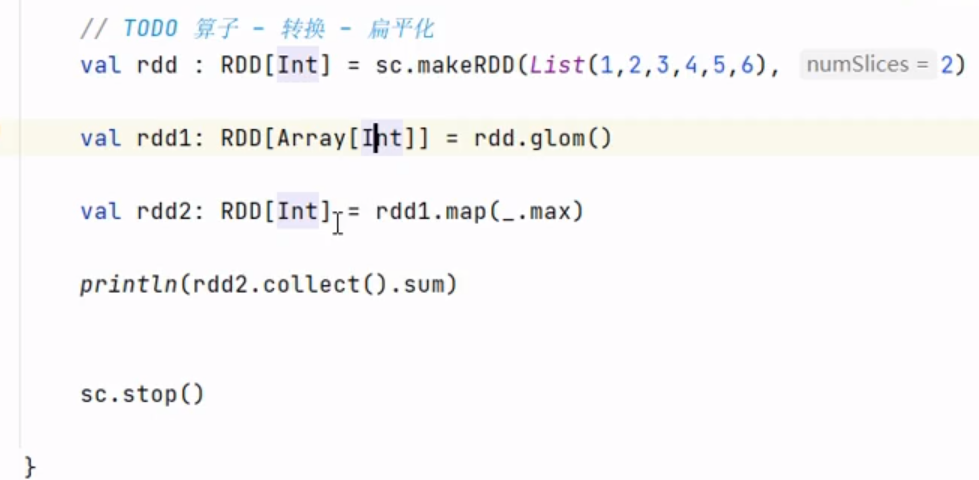 // TODO 算子 - 转换 - 扁平化
val rdd : RDD[Int] = sc.makeRDD(List(1,2,3,4,5,6), numSlices = 2)
val rdd1: RDD[Array[Int]] = rdd.glom()
val rdd2: RDD[Int] = rdd1.map(_.max)
println(rdd2.collect().sum)
sc.stop()
}